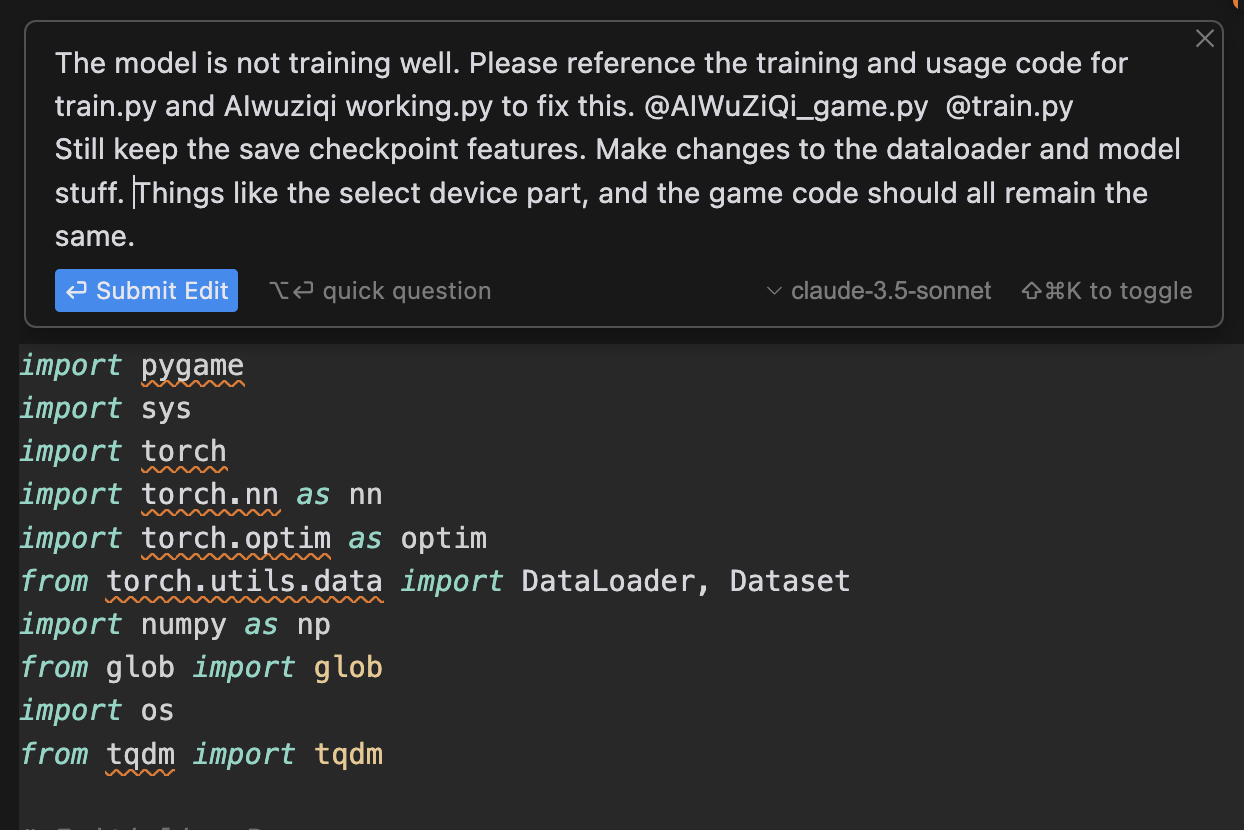 The model is not training well. Please reference the training and usage code for
train.py and AIwuziqi working.py to fix this. @AIWuZiQi_game.py @train.py
Still keep the save checkpoint features. Make changes to the dataloader and model
stuff. Things like the select device part, and the game code should all remain the
same.
Submit Edit
quick question
claude-3.5-sonnet
⇧⌘K to toggle
import pygame
import sys
import torch
import torch.nn as nn
import torch.optim as optim
from torch.utils.data import DataLoader, Dataset
import numpy as np
from glob import glob
import os
from tqdm import tqdm